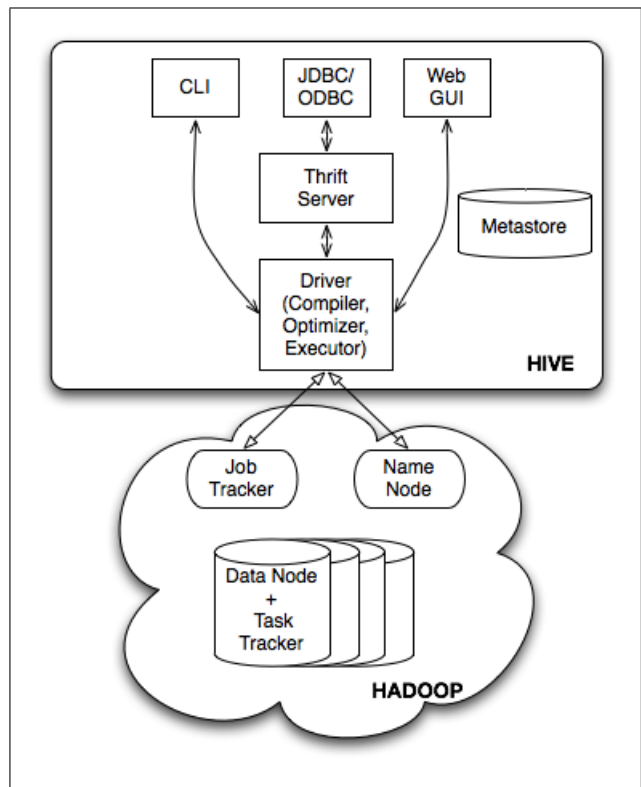 CLI
JDBC/
ODBC
Web
GUI
Thrift
Server
Metastore
Driver
(Compiler,
Optimizer,
Executor)
HIVE
Job
Tracker
Name
Node
Data Node
+
Task
Tracker
HADOOP